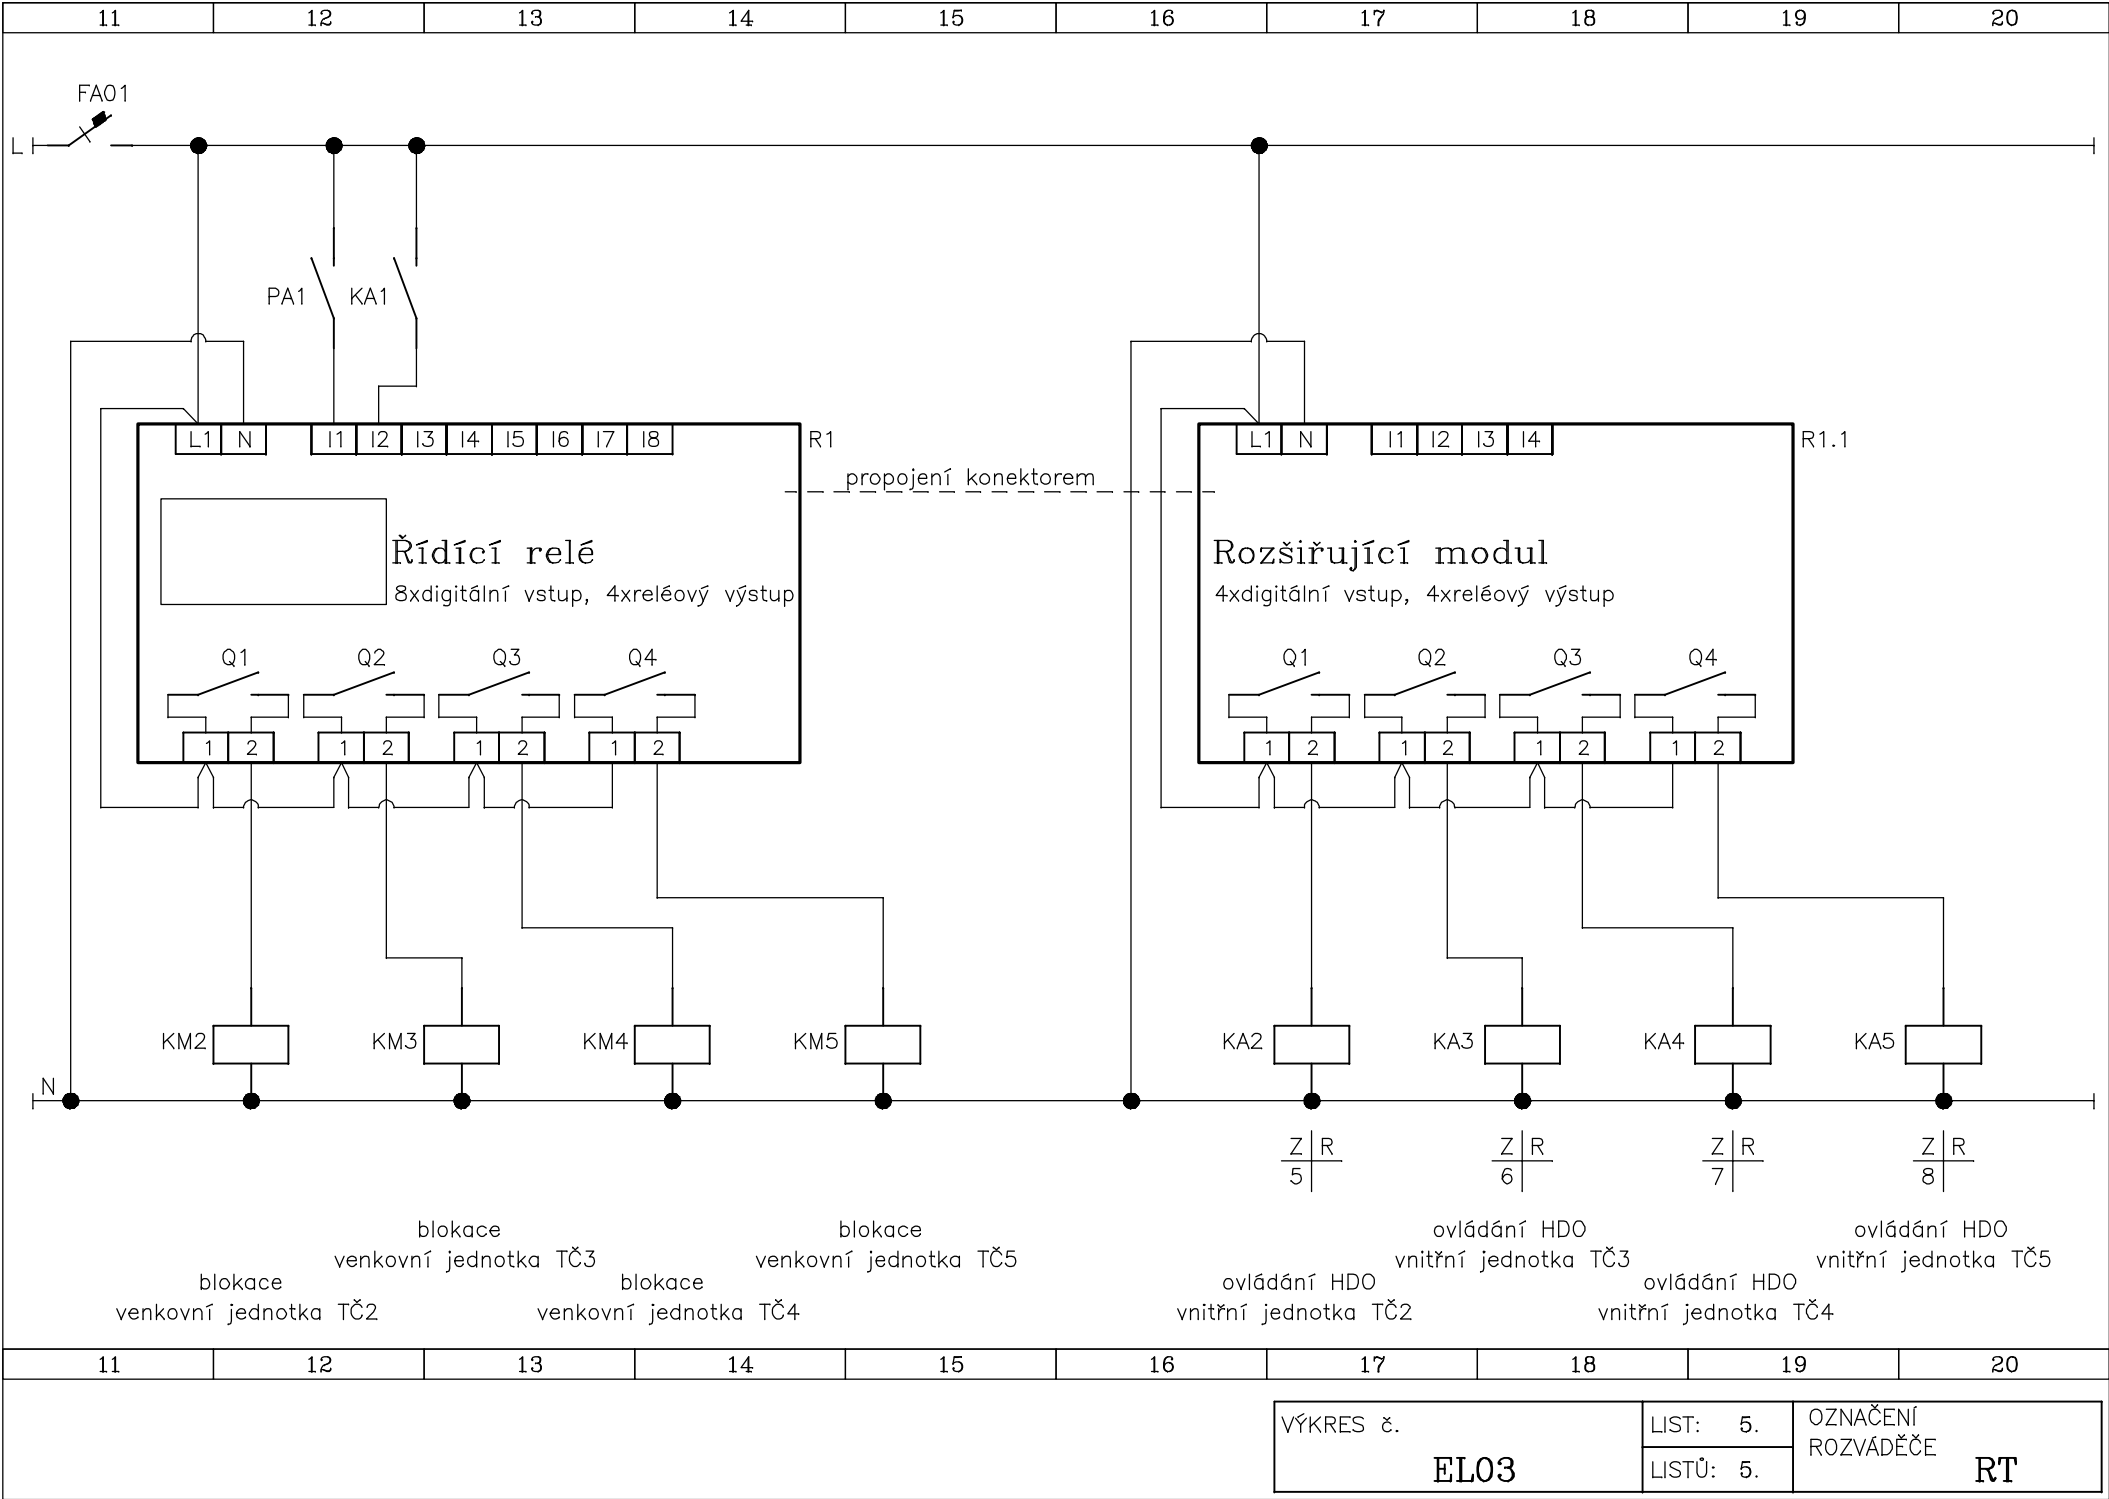 11 12 13 14 15 16 17 18 19 20
FA01
L
PA1 KA1
L1 N I1 I2 I3 I4 I5 I6 I7 I8 R1
L1 N I1 I2 I3 I4 R1.1
propojení konektorem
Řídící relé
8xdigitální vstup, 4xreléový výstup
Rozšiřující modul
4xdigitální vstup, 4xreléový výstup
Q1 Q2 Q3 Q4
Q1 Q2 Q3 Q4
1 2 1 2 1 2 1 2
1 2 1 2 1 2 1 2
KM2 KM3 KM4 KM5 KA2 KA3 KA4 KA5
N
Z R Z R Z R Z R
5 6 7 8
blokace
venkovní jednotka TČ2
blokace
venkovní jednotka TČ3
blokace
venkovní jednotka TČ4
blokace
venkovní jednotka TČ5
ovládání HDO
vnitřní jednotka TČ2
ovládání HDO
vnitřní jednotka TČ3
ovládání HDO
vnitřní jednotka TČ4
ovládání HDO
vnitřní jednotka TČ5
11 12 13 14 15 16 17 18 19 20
VÝKRES č.
EL03
LIST: 5.
LISTŮ: 5.
OZNAČENÍ
ROZVÁDĚČE
RT